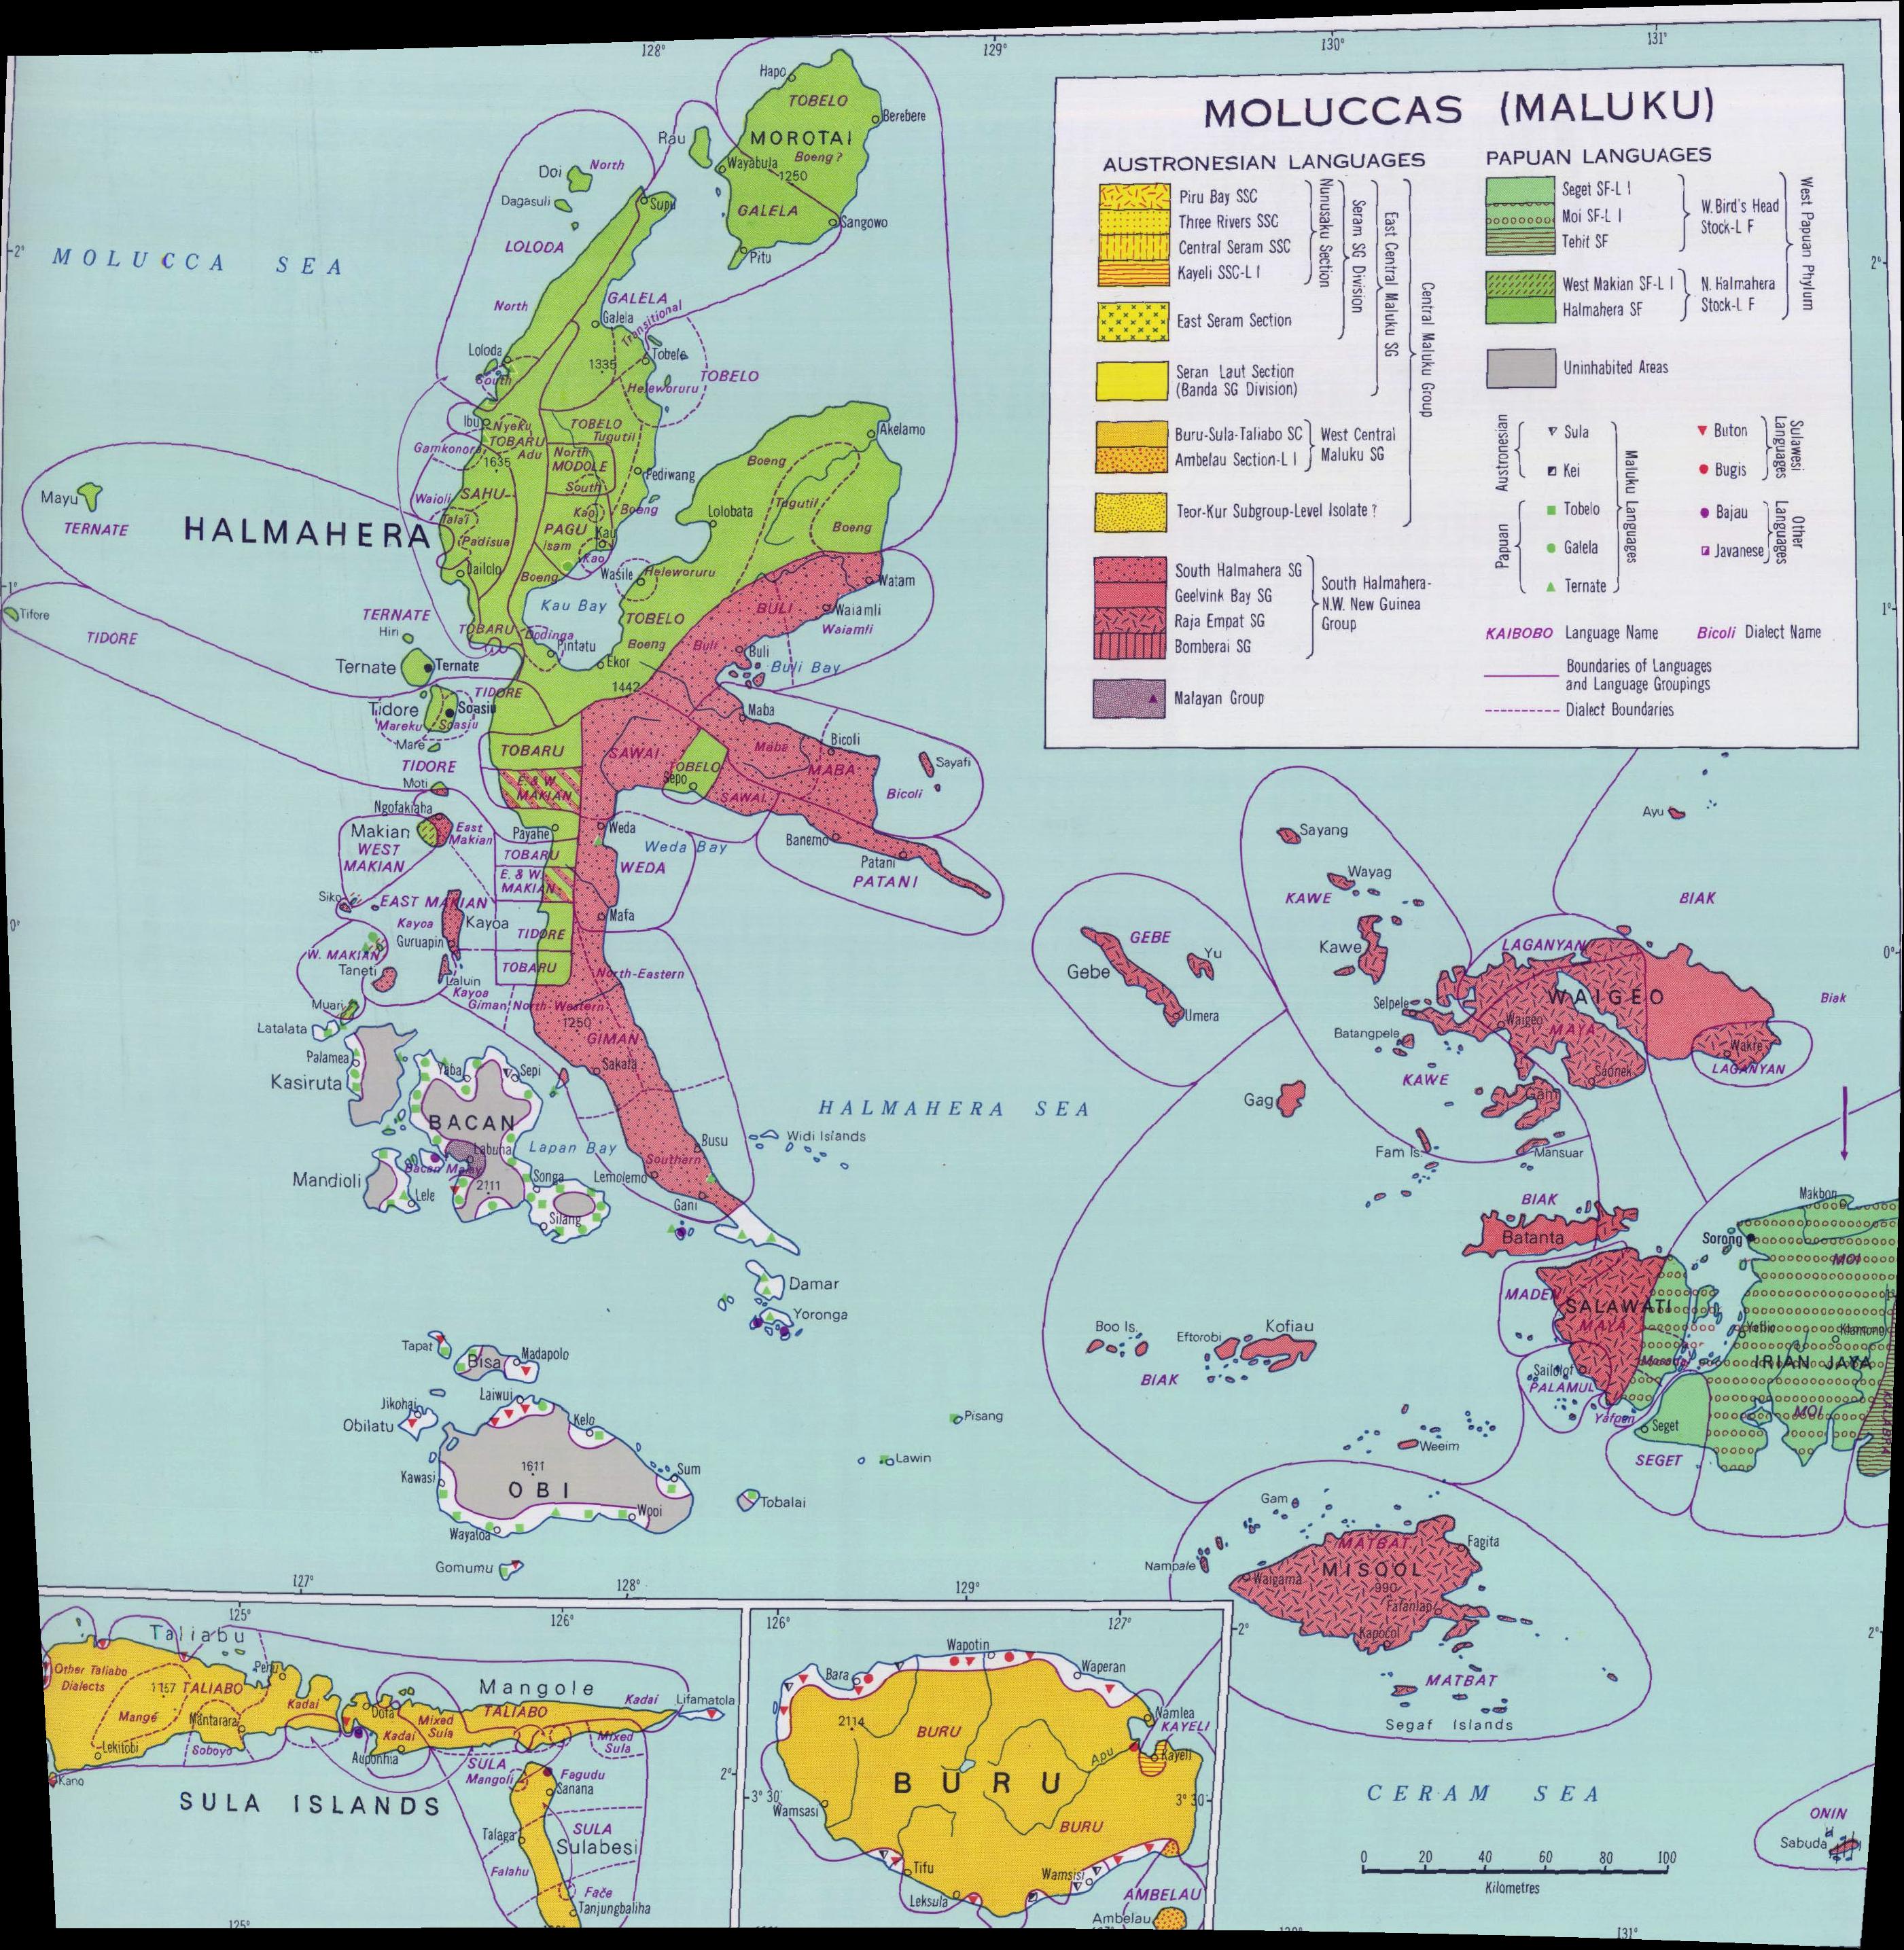 128°
129°
130°
131°
MOLUCCAS (MALUKU)
AUSTRONESIAN LANGUAGES
Piru Bay SSC
Three Rivers SSC
Central Seram SSC
Kayeli SSC-L I
Nunusaku Section
East Seram Section
Seram SG Division
Seran Laut Section
(Banda SG Division)
East Central Maluku SG
Buru-Sula-Taliabo SC
Ambelau Section-L I
West Central
Maluku SG
Teor-Kur Subgroup-Level Isolate ?
Central Maluku Group
South Halmahera SG
Geelvink Bay SG
Raja Empat SG
Bomberai SG
South Halmahera-
N.W. New Guinea
Group
Malayan Group
PAPUAN LANGUAGES
Seget SF-L I
Moi SF-L I
Tehit SF
W. Bird's Head
Stock-L F
West Makian SF-L I
Halmahera SF
N. Halmahera
Stock-L F
West Papuan Phylum
Uninhabited Areas
Austronesian
Sula
Kei
Papuan
Tobelo
Galela
Ternate
Maluku Languages
Buton
Bugis
Sulawesi
Languages
Bajau
Javanese
Other
Languages
KAIBOBO Language Name
Bicoli Dialect Name
Boundaries of Languages
and Language Groupings
Dialect Boundaries
MOLUCCA SEA
2°
2°
Hapo
TOBELO
Berebere
MOROTAI
Rau
Wayabula
Boeng ?
1250
GALELA
Sangowo
Pitu
Doi
North
Dagasuli
Supu
LOLODA
North
GALELA
Galela
Transitional
Loloda
South
1335
Tobelo
TOBELO
Heleworuru
Ibu
Nyeku
TOBARU
Adu
Gamkonora
1635
TOBELO
Tugutil
North
MODOLE
South
Pediwang
Waioli
SAHU
Tala'i
Padisua
Kao
Boeng
PAGU
Isam
Kau
Kao
Jailolo
Boeng
Akelamo
Boeng
Tugutil
Lolobata
Boeng
Wasile
Heleworuru
Kau Bay
TOBELO
Boeng
HALMAHERA
Mayu
TERNATE
1°
1°
Tifore
TIDORE
TERNATE
Hiri
TOBARU
Dodinga
Pintatu
Ekor
1442
Ternate
Ternate
TIDORE
Tidore
Soasiu
Mareku
Soasiu
Mare
TIDORE
Moti
Watam
BULI
Waiamli
Waiamli
Buli
Buli
Buli Bay
Maba
Bicoli
Maba
MABA
Sayafi
Bicoli
SAWAI
TOBELO
Sepo
SAWAI
TOBARU
E. & W.
MAKIAN
Payahe
TOBARU
E. & W.
MAKIAN
TIDORE
TOBARU
Weda
Weda Bay
WEDA
Mafa
Banemo
Patani
PATANI
Ngofakiaha
Makian
WEST
MAKIAN
East
Makian
Siko
EAST MAKIAN
Kayoa
Kayoa
Guruapin
W. MAKIAN
Taneti
Laluin
Kayoa
Muari
Latalata
North-Eastern
Giman North-Western
1250
GIMAN
Sakala
Palamea
Kasiruta
Yaba
Sepi
BACAN
Labuha
Bacan Malay
Lapan Bay
Mandioli
Lele
2111
Songa
Silang
Lemolemo
Southern
Busu
Gani
Widi Islands
HALMAHERA SEA
Damar
Yoronga
Tapat
Bisa
Madapolo
Jikohai
Laiwui
Obilatu
Kelo
1611
OBI
Kawasi
Sum
Wooi
Wayaloa
Tobalai
Gomumu
Pisang
Lawin
0°
0°
Sayang
Wayag
KAWE
Kawe
Ayu
BIAK
GEBE
Gebe
Yu
Umera
LAGANYAN
WAIGEO
Biak
Selpele
Waigeo
MAYA
Batangpele
Wakre
LAGANYAN
KAWE
Saonek
Gag
Gam
Fam Is.
Mansuar
BIAK
Batanta
Makbon
Sorong
MOI
MADEN
SALAWATI
MAYA
Klamono
IRIAN JAYA
Sailolof
PALAMUL
Yafpen
Seget
SEGET
MOI
Boo Is.
Eftorobi
Kofiau
BIAK
Weeim
Gam
MATBAT
Fagita
Nampale
MISOOL
Waigama
990
Fafanlap
Kapocol
MATBAT
Segaf Islands
2°
2°
CERAM SEA
ONIN
Sabuda
0 20 40 60 80 100
Kilometres
131°
127°
128°
129°
125°
126°
Taliabu
Penu
Other Taliabo
Dialects
1157
TALIABO
Mangé
Mantarara
Kadai
Lekitobi
Soboyo
Kano
Dofa
Kadai
Mixed
Sula
Auponhia
Mangole
TALIABO
Kadai
Lifamatola
Mixed
Sula
SULA
Mangoli
Fagudu
Sanana
2°
SULA ISLANDS
Talaga
SULA
Sulabesi
Falahu
Fače
Tanjungbaliha
125°
126°
127°
Wapotin
Bara
Waperan
2114
BURU
Namlea
KAYELI
Apu
Kayeli
BURU
3° 30'
3° 30'
Wamsasi
BURU
Tifu
Wamsisi
Leksula
AMBELAU
Ambelau